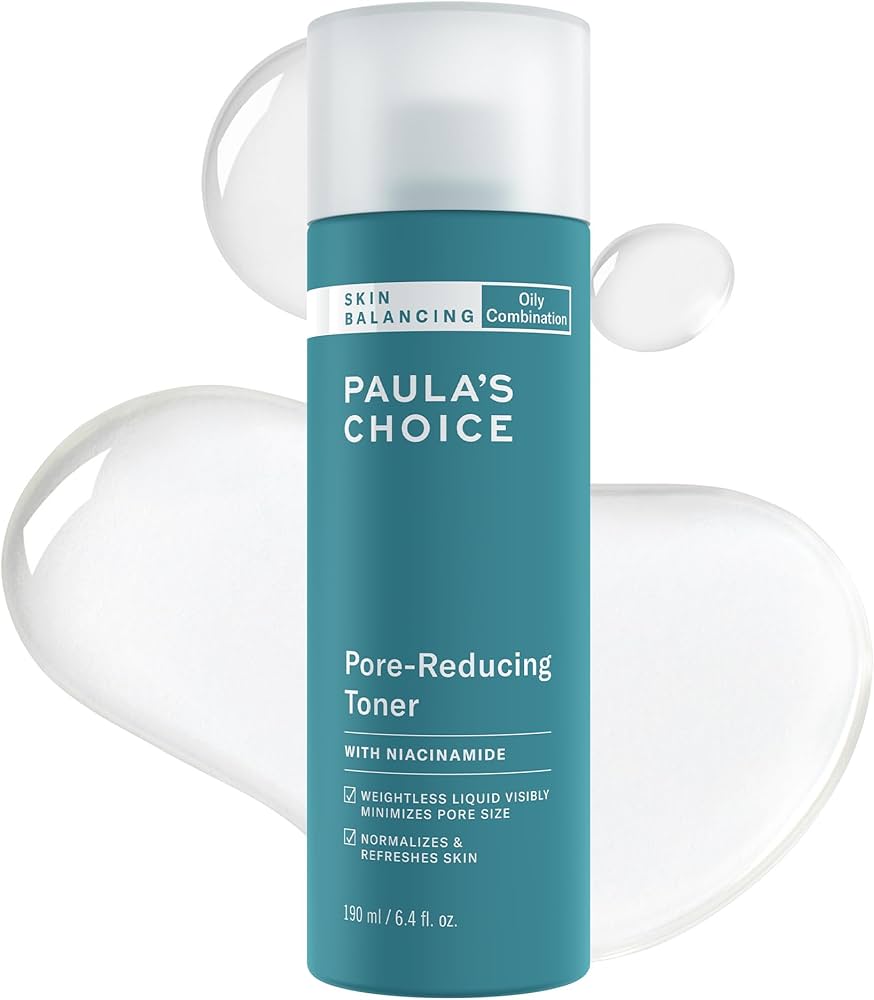 SKIN
BALANCING
Oily
Combination
PAULA'S
CHOICE
Pore-Reducing
Toner
WITH NIACINAMIDE
☑ WEIGHTLESS LIQUID VISIBLY
MINIMIZES PORE SIZE
☑ NORMALIZES &
REFRESHES SKIN
190 ml / 6.4 fl. oz.